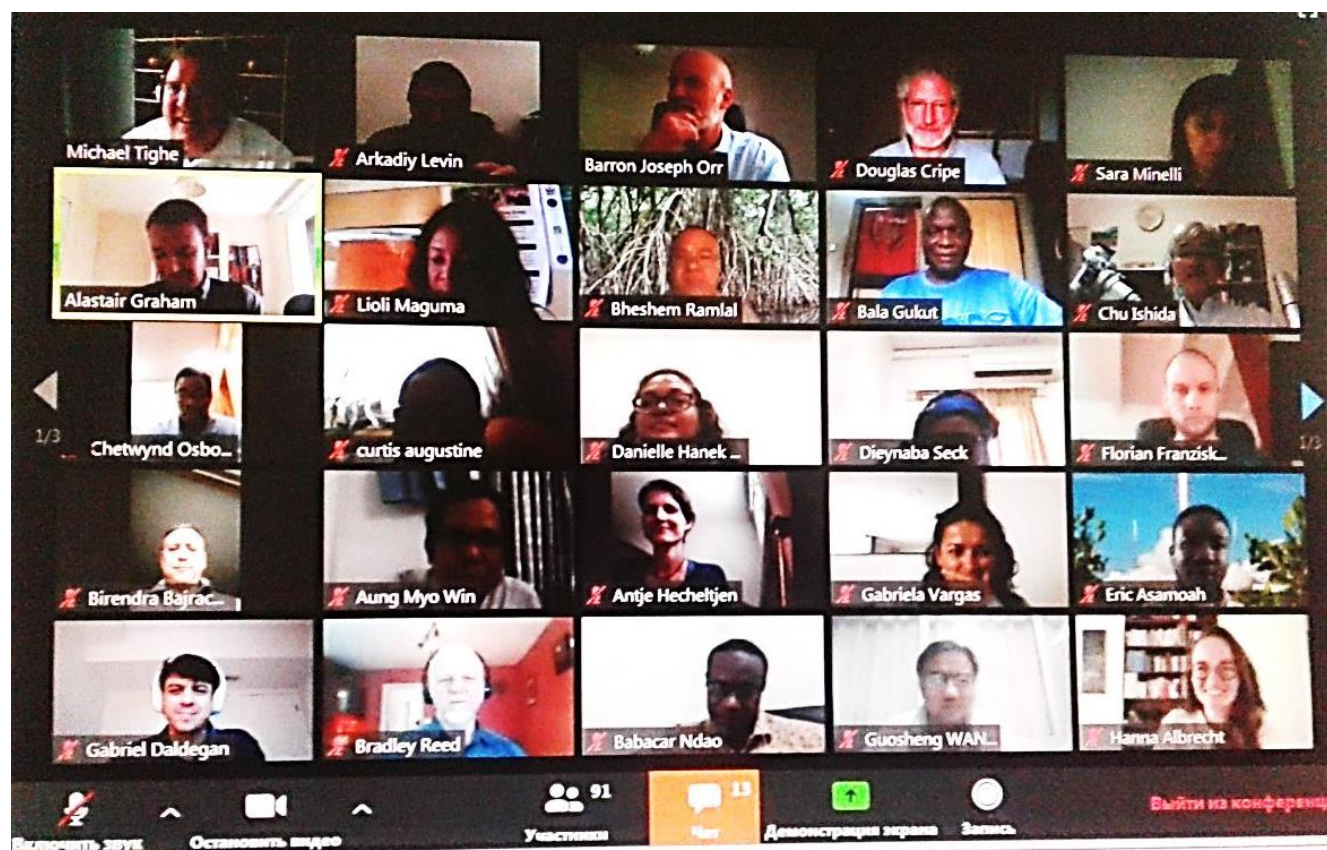 Michael Tighe
Arkadiy Levin
Barron Joseph Orr
Douglas Cripe
Sara Minelli
Alastair Graham
Lioli Maguma
Bheshem Ramlal
Bala Gukut
Chu Ishida
1/3
Chetwynd Osbo...
curtis augustine
Danielle Hanek ...
Dieynaba Seck
Florian Franzisk...
1/3
Birendra Bajrac...
Aung Myo Win
Antje Hecheltjen
Gabriela Vargas
Eric Asamoah
Gabriel Daldegan
Bradley Reed
Babacar Ndao
Guosheng WAN...
Hanna Albrecht
91
13
Включить звук
Остановить видео
Участники
Чат
Демонстрация экрана
Запись
Выйти из конференц